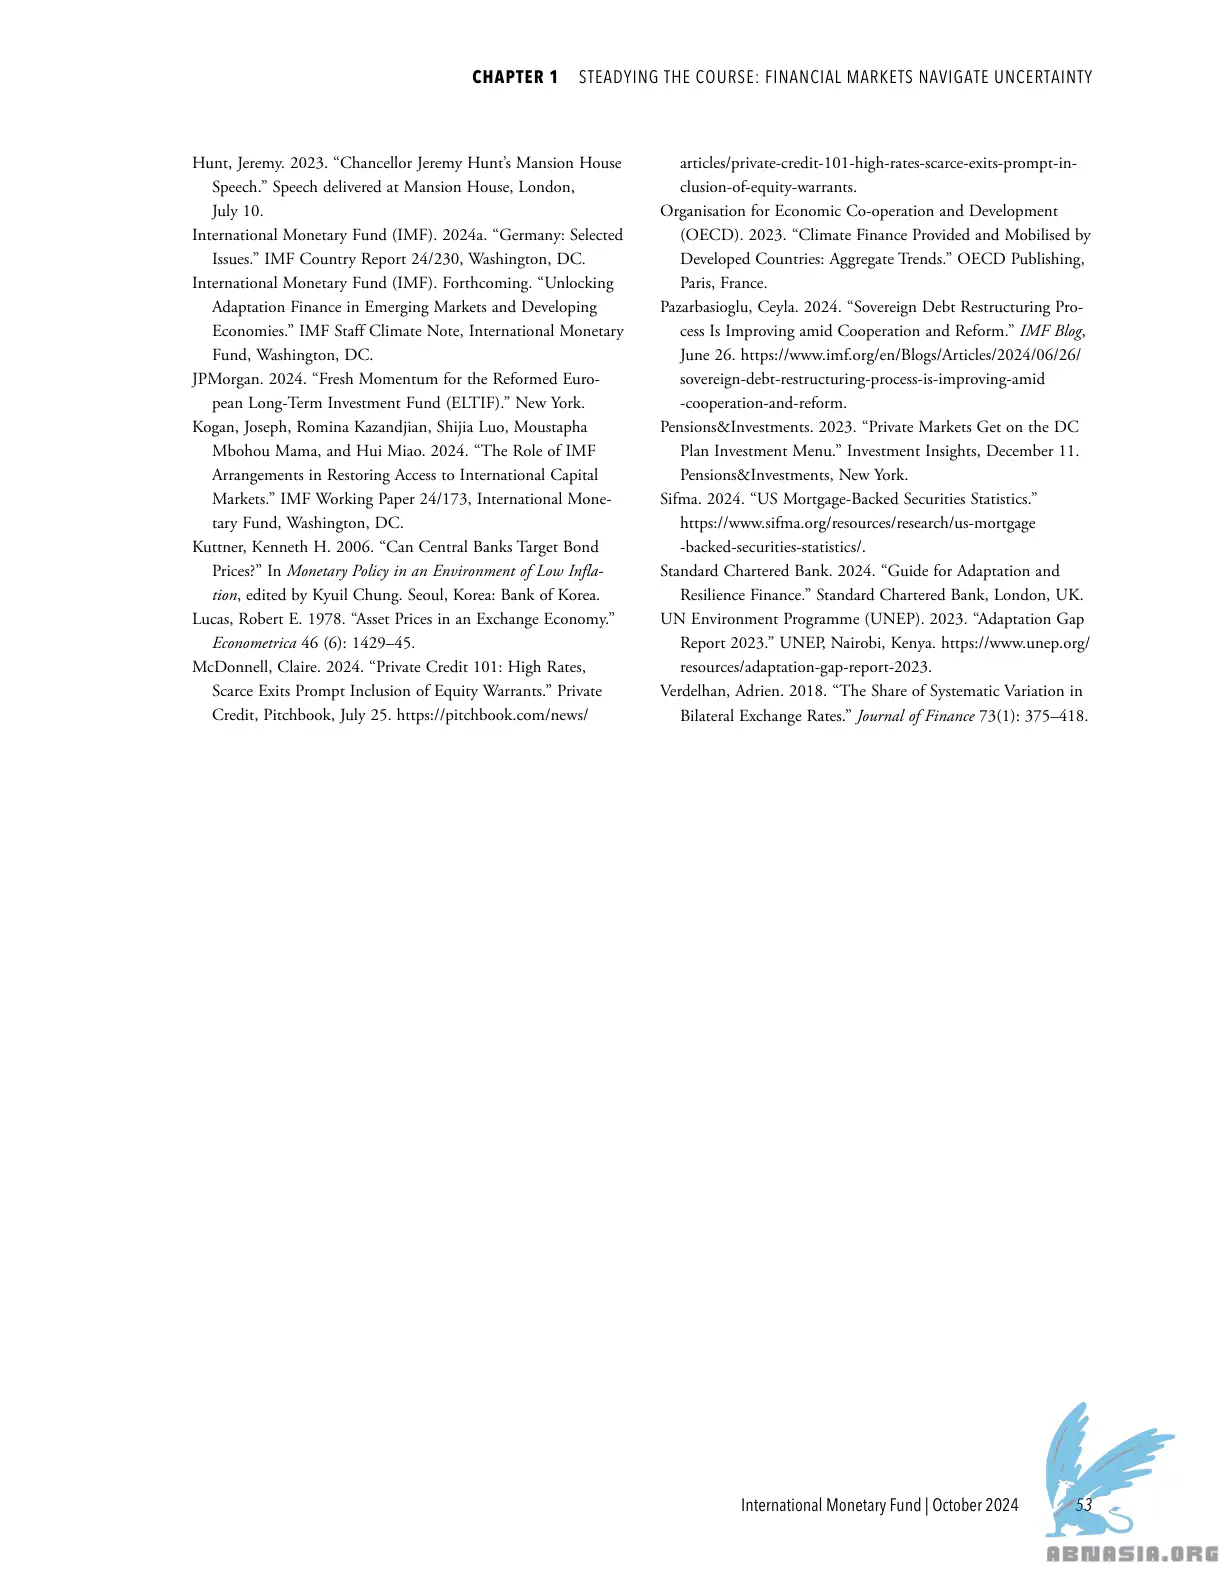 CHAPTER 1 STEADYING THE COURSE: FINANCIAL MARKETS NAVIGATE UNCERTAINTY
Hunt, Jeremy. 2023. “Chancellor Jeremy Hunt’s Mansion House
Speech.” Speech delivered at Mansion House, London,
July 10.
International Monetary Fund (IMF). 2024a. “Germany: Selected
Issues.” IMF Country Report 24/230, Washington, DC.
International Monetary Fund (IMF). Forthcoming. “Unlocking
Adaptation Finance in Emerging Markets and Developing
Economies.” IMF Staff Climate Note, International Monetary
Fund, Washington, DC.
JPMorgan. 2024. “Fresh Momentum for the Reformed Euro-
pean Long-Term Investment Fund (ELTIF).” New York.
Kogan, Joseph, Romina Kazandjian, Shijia Luo, Moustapha
Mbohou Mama, and Hui Miao. 2024. “The Role of IMF
Arrangements in Restoring Access to International Capital
Markets.” IMF Working Paper 24/173, International Mone-
tary Fund, Washington, DC.
Kuttner, Kenneth H. 2006. “Can Central Banks Target Bond
Prices?” In Monetary Policy in an Environment of Low Infla-
tion, edited by Kyuil Chung. Seoul, Korea: Bank of Korea.
Lucas, Robert E. 1978. “Asset Prices in an Exchange Economy.”
Econometrica 46 (6): 1429–45.
McDonnell, Claire. 2024. “Private Credit 101: High Rates,
Scarce Exits Prompt Inclusion of Equity Warrants.” Private
Credit, Pitchbook, July 25. https://pitchbook.com/news/
articles/private-credit-101-high-rates-scarce-exits-prompt-in-
clusion-of-equity-warrants.
Organisation for Economic Co-operation and Development
(OECD). 2023. “Climate Finance Provided and Mobilised by
Developed Countries: Aggregate Trends.” OECD Publishing,
Paris, France.
Pazarbasioglu, Ceyla. 2024. “Sovereign Debt Restructuring Pro-
cess Is Improving amid Cooperation and Reform.” IMF Blog,
June 26. https://www.imf.org/en/Blogs/Articles/2024/06/26/
sovereign-debt-restructuring-process-is-improving-amid
-cooperation-and-reform.
Pensions&Investments. 2023. “Private Markets Get on the DC
Plan Investment Menu.” Investment Insights, December 11.
Pensions&Investments, New York.
Sifma. 2024. “US Mortgage-Backed Securities Statistics.”
https://www.sifma.org/resources/research/us-mortgage
-backed-securities-statistics/.
Standard Chartered Bank. 2024. “Guide for Adaptation and
Resilience Finance.” Standard Chartered Bank, London, UK.
UN Environment Programme (UNEP). 2023. “Adaptation Gap
Report 2023.” UNEP, Nairobi, Kenya. https://www.unep.org/
resources/adaptation-gap-report-2023.
Verdelhan, Adrien. 2018. “The Share of Systematic Variation in
Bilateral Exchange Rates.” Journal of Finance 73(1): 375–418.
International Monetary Fund | October 2024 53
ABNASIA.ORG